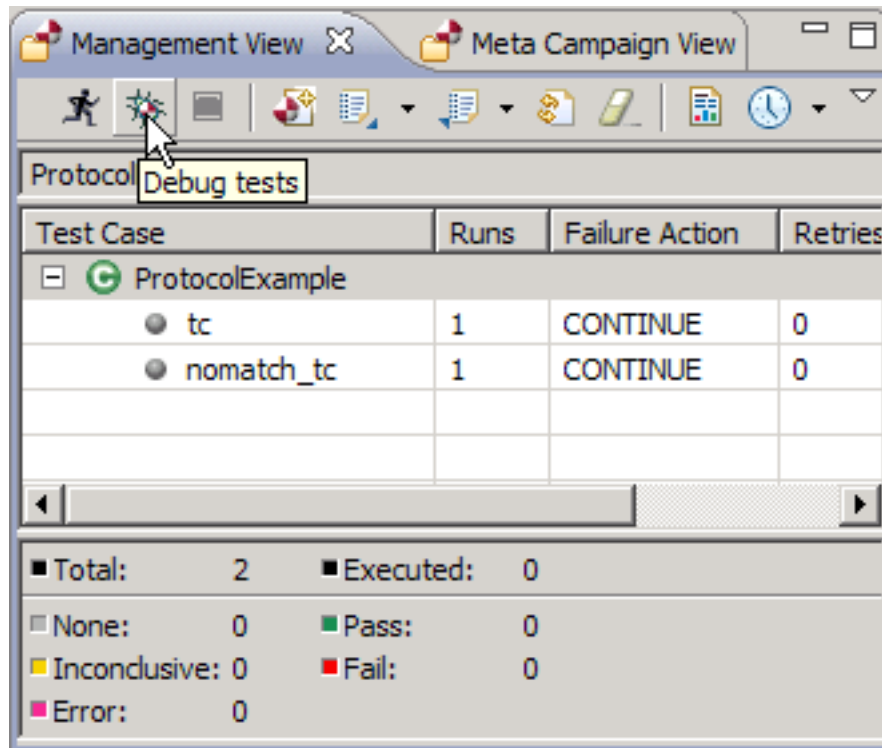 Management View Meta Campaign View
Protocol
Debug tests
Test Case Runs Failure Action Retries
ProtocolExample
tc 1 CONTINUE 0
nomatch_tc 1 CONTINUE 0
Total: 2 Executed: 0
None: 0 Pass: 0
Inconclusive: 0 Fail: 0
Error: 0